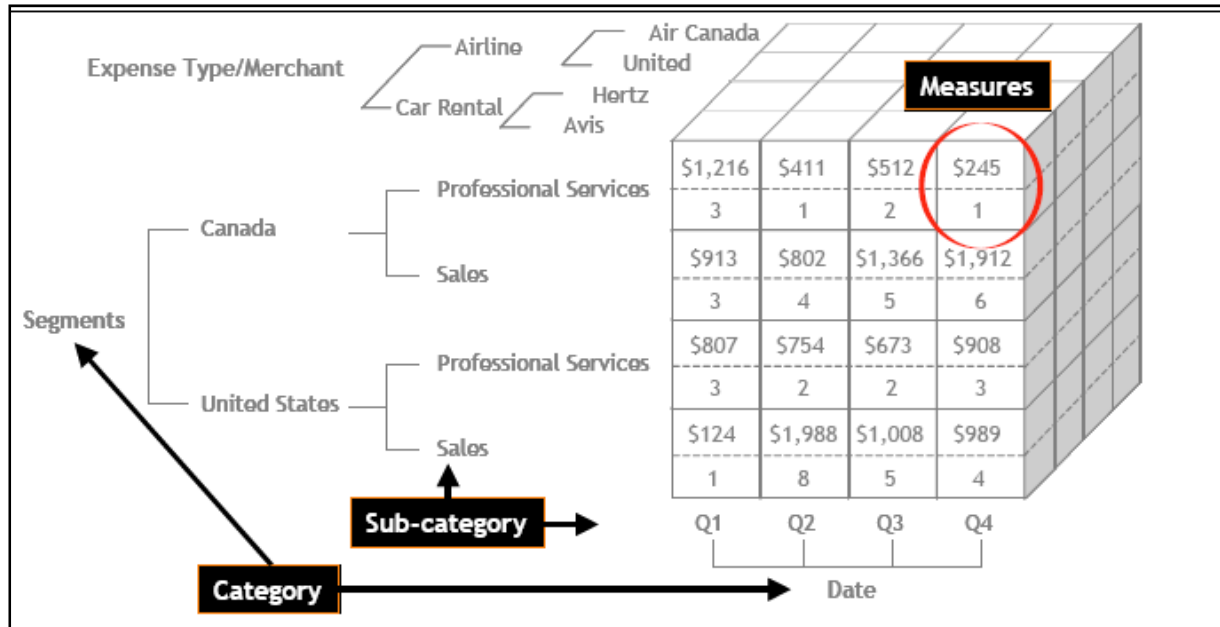 Air Canada
Airline
Expense Type/Merchant
United
Measures
Hertz
Car Rental
Avis
$1,216 $411 $512 $245
Professional Services
3 1 2 1
Canada
$913 $802 $1,366 $1,912
Sales
3 4 5 6
Segments
$807 $754 $673 $908
Professional Services
3 2 2 3
United States
$124 $1,988 $1,008 $989
Sales
1 8 5 4
Sub-category
Q1 Q2 Q3 Q4
Category
Date